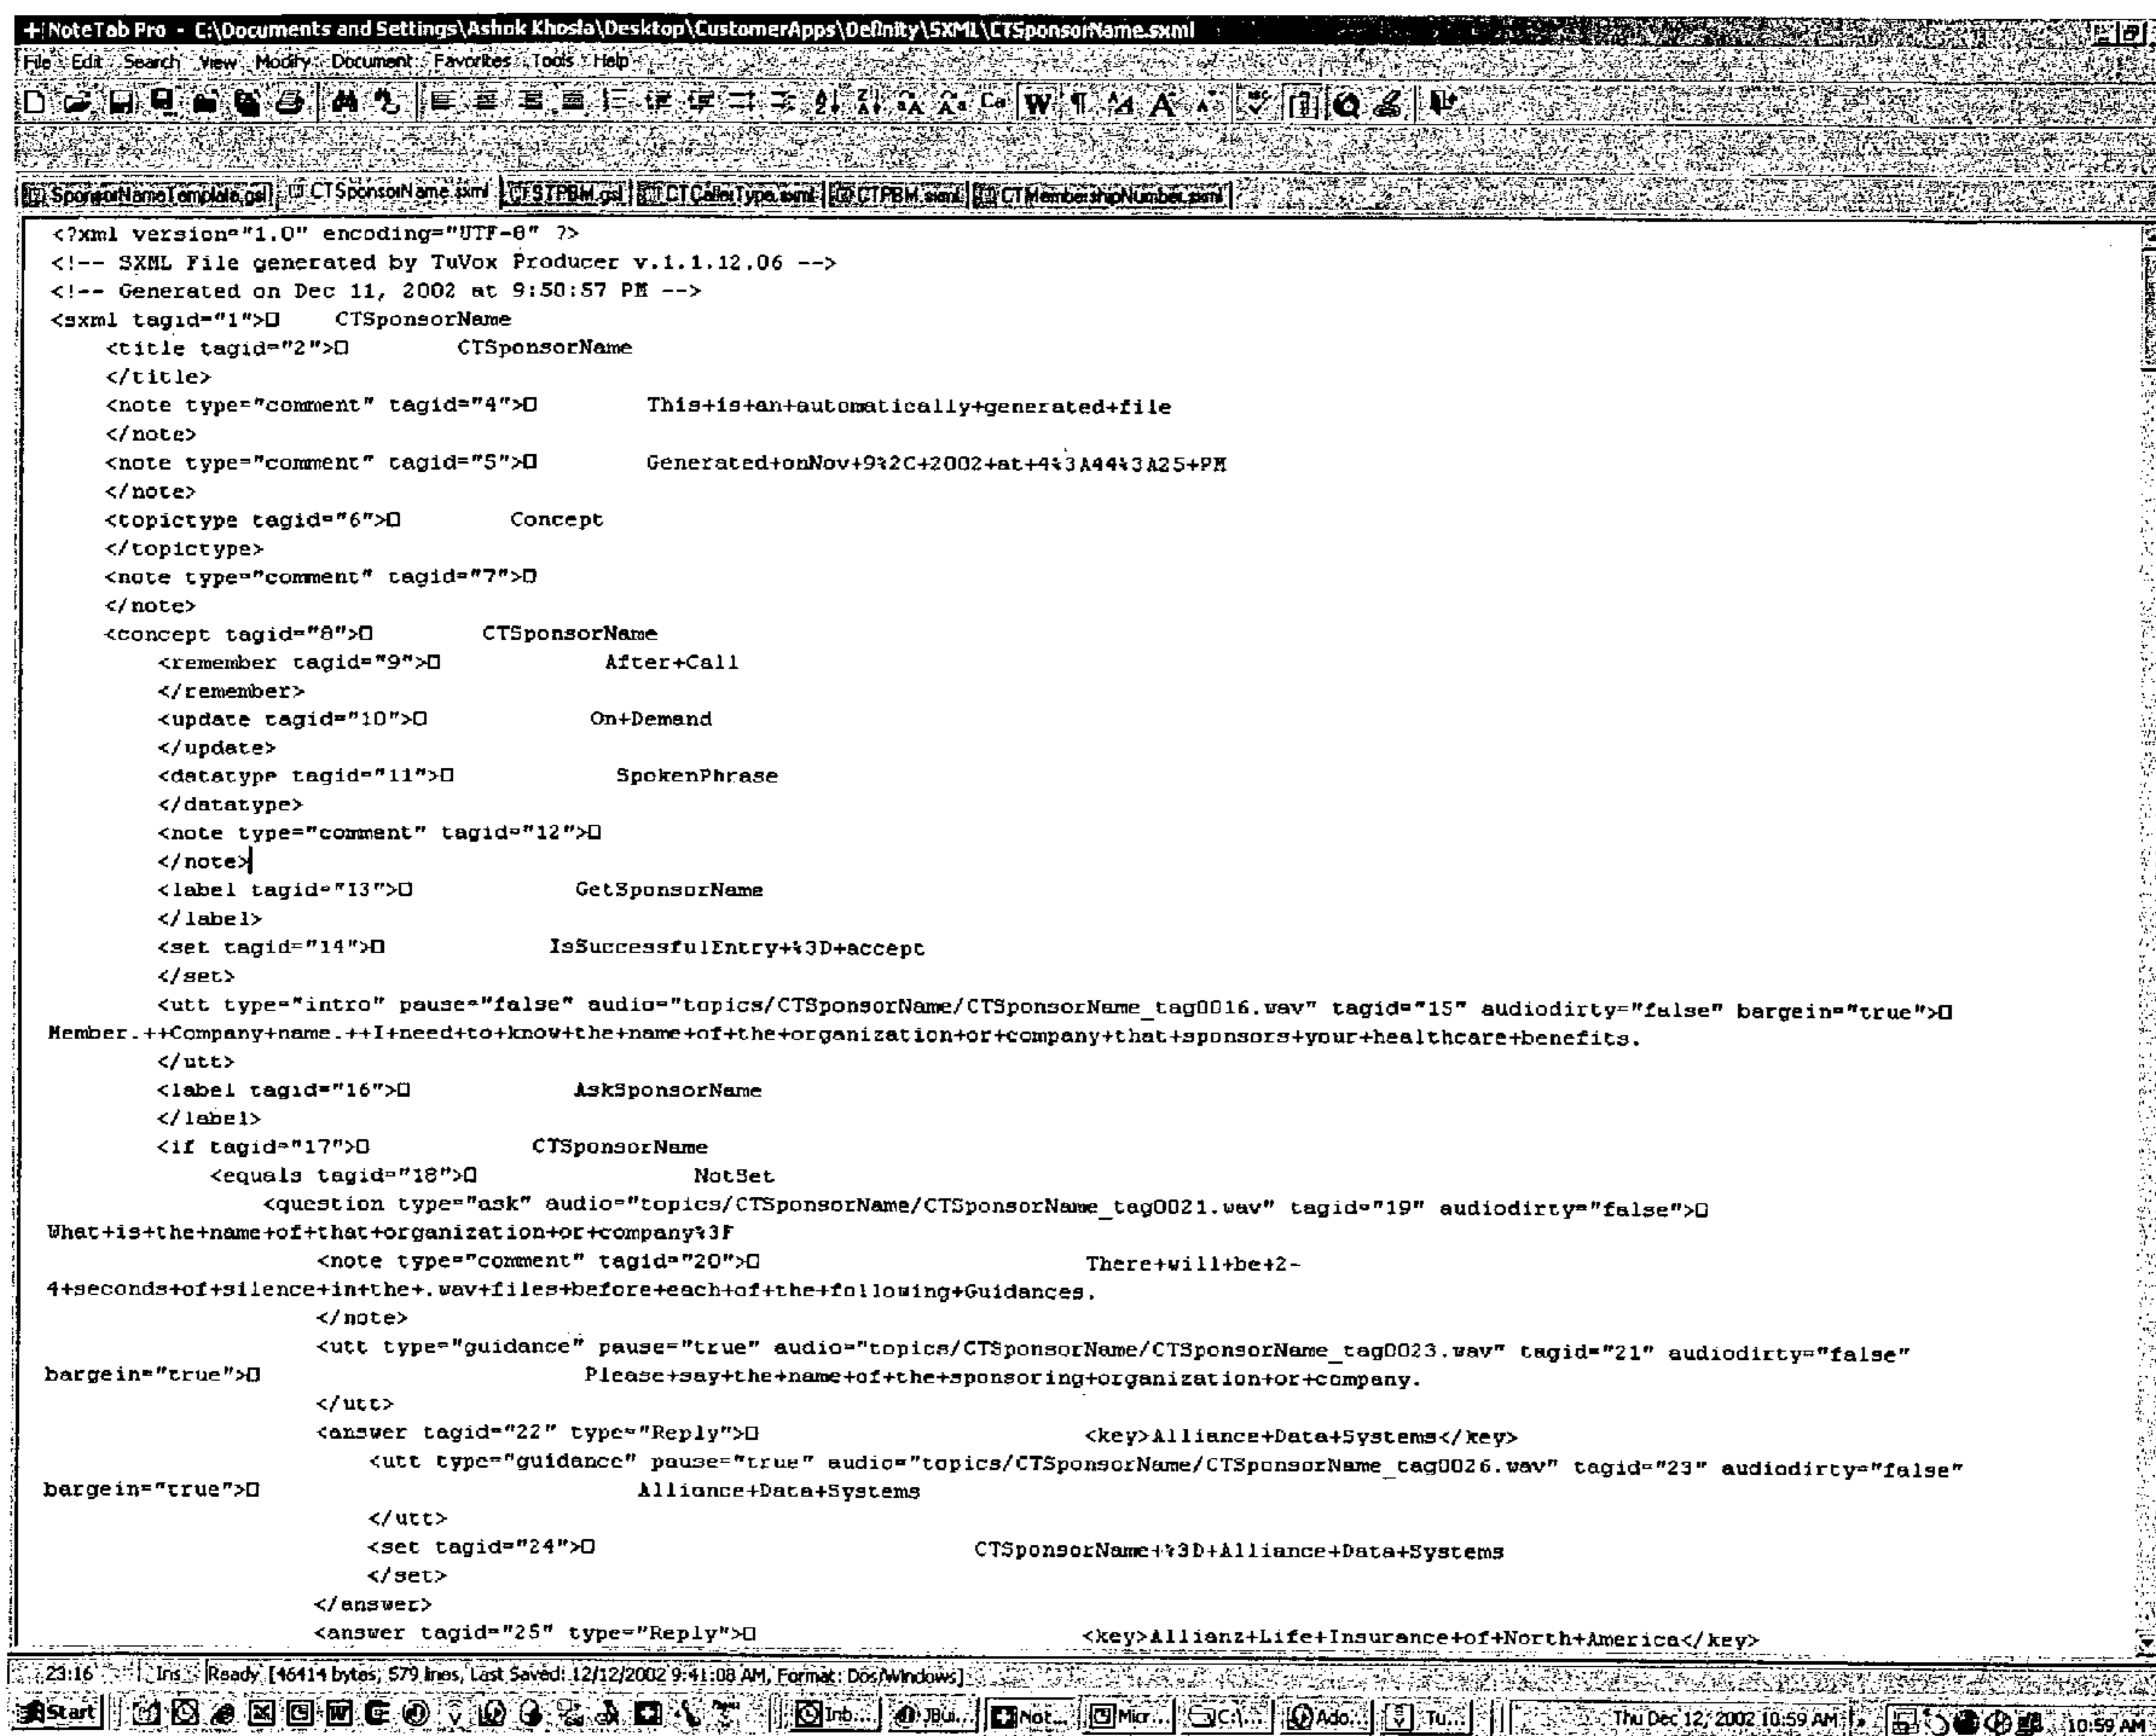 NoteTab Pro - C:\Documents and Settings\Ashok Khosla\Desktop\CustomerApps\Definity\SXML\CTSponsorName.sxml
File Edit Search View Modify Document Favorites Tools Help
SponsorNameTemplate.gsl CTSponsorName.sxml CTSTPBM.gsl CTCallerType.sxml CTPBM.sxml CTMembershipNumber.sxml
<?xml version="1.0" encoding="UTF-8" ?>
<!-- SXML File generated by TuVox Producer v.1.1.12.06 -->
<!-- Generated on Dec 11, 2002 at 9:50:57 PM -->
<sxml tagid="1">□ CTSponsorName
<title tagid="2">□ CTSponsorName
</title>
<note type="comment" tagid="4">□ This+is+an+automatically+generated+file
</note>
<note type="comment" tagid="5">□ Generated+onNov+9%2C+2002+at+4%3A44%3A25+PM
</note>
<topictype tagid="6">□ Concept
</topictype>
<note type="comment" tagid="7">□
</note>
<concept tagid="8">□ CTSponsorName
<remember tagid="9">□ After+Call
</remember>
<update tagid="10">□ On+Demand
</update>
<datatype tagid="11">□ SpokenPhrase
</datatype>
<note type="comment" tagid="12">□
</note>
<label tagid="13">□ GetSponsorName
</label>
<set tagid="14">□ IsSuccessfulEntry+%3D+accept
</set>
<utt type="intro" pause="false" audio="topics/CTSponsorName/CTSponsorName_tag0016.wav" tagid="15" audiodirty="false" bargein="true">□
Member.++Company+name.++I+need+to+know+the+name+of+the+organization+or+company+that+sponsors+your+healthcare+benefits.
</utt>
<label tagid="16">□ AskSponsorName
</label>
<if tagid="17">□ CTSponsorName
<equals tagid="18">□ NotSet
<question type="ask" audio="topics/CTSponsorName/CTSponsorName_tag0021.wav" tagid="19" audiodirty="false">□
What+is+the+name+of+that+organization+or+company%3F
<note type="comment" tagid="20">□ There+will+be+2-
4+seconds+of+silence+in+the+.wav+files+before+each+of+the+following+Guidances.
</note>
<utt type="guidance" pause="true" audio="topics/CTSponsorName/CTSponsorName_tag0023.wav" tagid="21" audiodirty="false"
bargein="true">□ Please+say+the+name+of+the+sponsoring+organization+or+company.
</utt>
<answer tagid="22" type="Reply">□ <key>Alliance+Data+Systems</key>
<utt type="guidance" pause="true" audio="topics/CTSponsorName/CTSponsorName_tag0026.wav" tagid="23" audiodirty="false"
bargein="true">□ Alliance+Data+Systems
</utt>
<set tagid="24">□ CTSponsorName+%3D+Alliance+Data+Systems
</set>
</answer>
<answer tagid="25" type="Reply">□ <key>Allianz+Life+Insurance+of+North+America</key>
23:16 Ins Ready [46414 bytes, 579 lines, Last Saved: 12/12/2002 9:41:08 AM, Format: Dos/Windows]
Start Inb... JBui... Not... Micr... C:\... Ado... Tu... Thu Dec 12, 2002 10:59 AM 10:59 AM